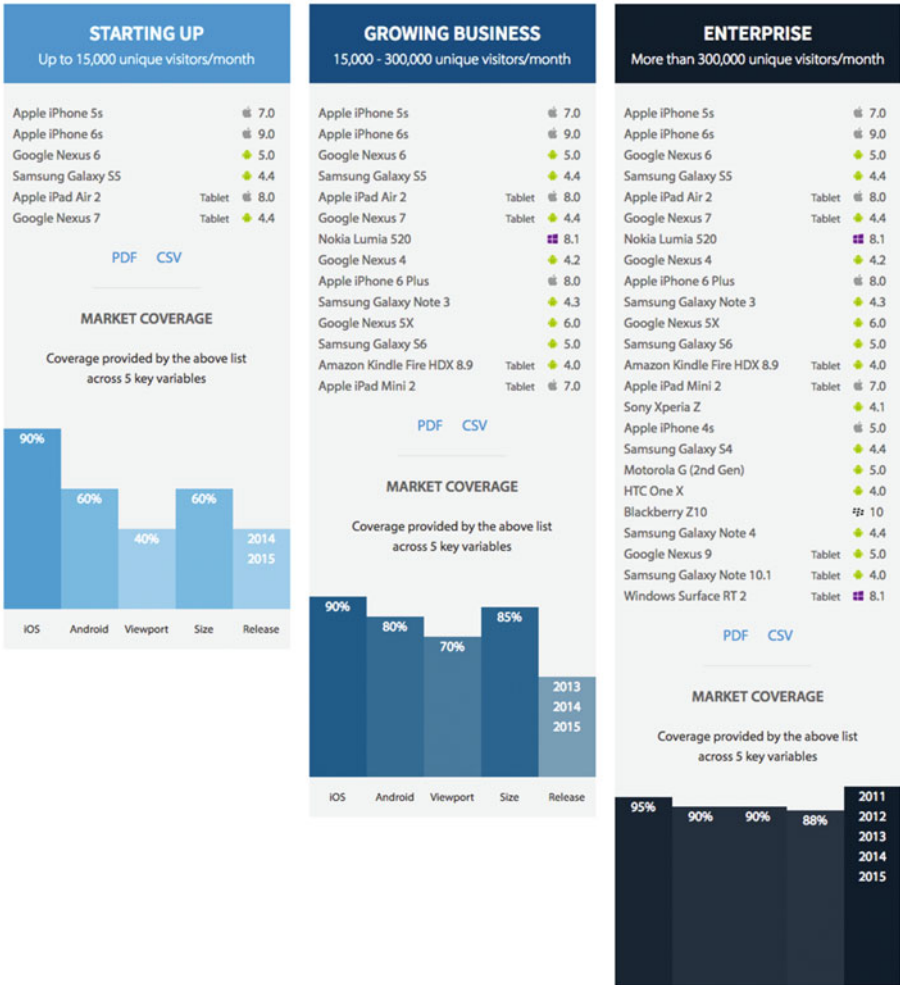 STARTING UP
Up to 15,000 unique visitors/month
Apple iPhone 5s 7.0
Apple iPhone 6s 9.0
Google Nexus 6 5.0
Samsung Galaxy S5 4.4
Apple iPad Air 2 Tablet 8.0
Google Nexus 7 Tablet 4.4
PDF CSV
MARKET COVERAGE
Coverage provided by the above list
across 5 key variables
90%
60% 60%
40% 2014
2015
iOS Android Viewport Size Release
GROWING BUSINESS
15,000 - 300,000 unique visitors/month
Apple iPhone 5s 7.0
Apple iPhone 6s 9.0
Google Nexus 6 5.0
Samsung Galaxy S5 4.4
Apple iPad Air 2 Tablet 8.0
Google Nexus 7 Tablet 4.4
Nokia Lumia 520 8.1
Google Nexus 4 4.2
Apple iPhone 6 Plus 8.0
Samsung Galaxy Note 3 4.3
Google Nexus 5X 6.0
Samsung Galaxy S6 5.0
Amazon Kindle Fire HDX 8.9 Tablet 4.0
Apple iPad Mini 2 Tablet 7.0
PDF CSV
MARKET COVERAGE
Coverage provided by the above list
across 5 key variables
90%
80% 85%
70%
2013
2014
2015
iOS Android Viewport Size Release
ENTERPRISE
More than 300,000 unique visitors/month
Apple iPhone 5s 7.0
Apple iPhone 6s 9.0
Google Nexus 6 5.0
Samsung Galaxy S5 4.4
Apple iPad Air 2 Tablet 8.0
Google Nexus 7 Tablet 4.4
Nokia Lumia 520 8.1
Google Nexus 4 4.2
Apple iPhone 6 Plus 8.0
Samsung Galaxy Note 3 4.3
Google Nexus 5X 6.0
Samsung Galaxy S6 5.0
Amazon Kindle Fire HDX 8.9 Tablet 4.0
Apple iPad Mini 2 Tablet 7.0
Sony Xperia Z 4.1
Apple iPhone 4s 5.0
Samsung Galaxy S4 4.4
Motorola G (2nd Gen) 5.0
HTC One X 4.0
Blackberry Z10 10
Samsung Galaxy Note 4 4.4
Google Nexus 9 Tablet 5.0
Samsung Galaxy Note 10.1 Tablet 4.0
Windows Surface RT 2 Tablet 8.1
PDF CSV
MARKET COVERAGE
Coverage provided by the above list
across 5 key variables
2011
95% 90% 90% 88% 2012
2013
2014
2015